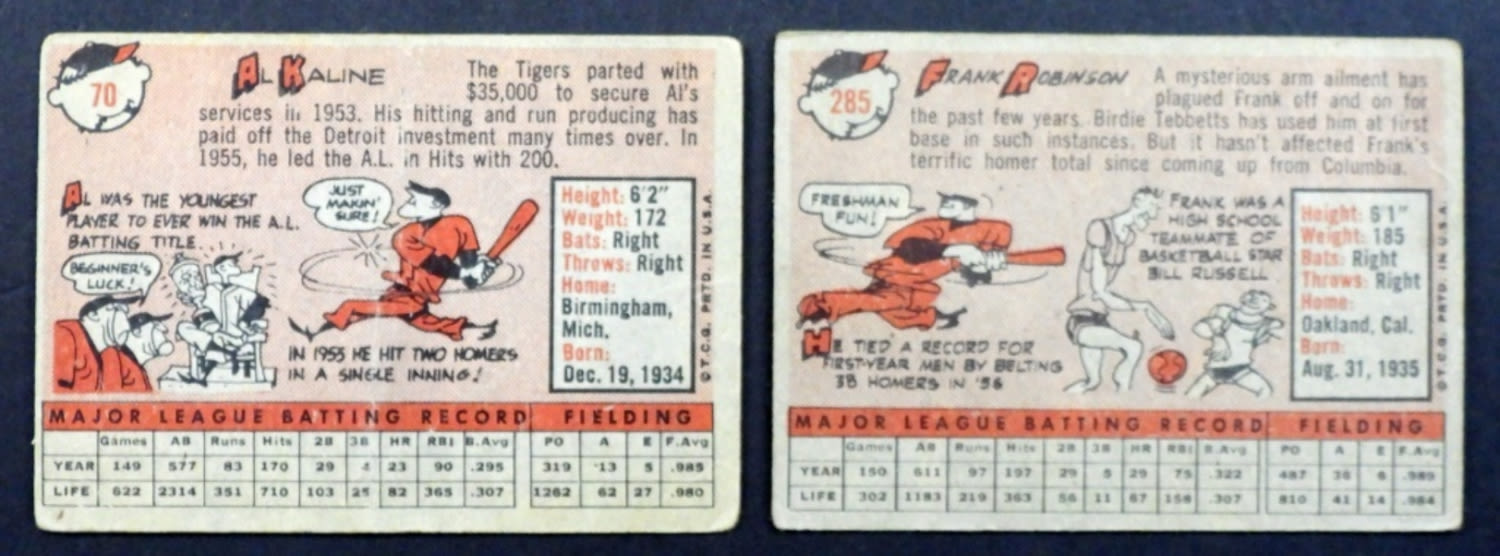 70
AL KALINE
The Tigers parted with
$35,000 to secure Al's
services in 1953. His hitting and run producing has
paid off the Detroit investment many times over. In
1955, he led the A.L. in Hits with 200.
AL WAS THE YOUNGEST
PLAYER TO EVER WIN THE A.L.
BATTING TITLE...
BEGINNER'S
LUCK!
JUST
MAKIN'
SURE!
IN 1955 HE HIT TWO HOMERS
IN A SINGLE INNING!
Height: 6'2"
Weight: 172
Bats: Right
Throws: Right
Home:
Birmingham,
Mich.
Born:
Dec. 19, 1934
©T.C.G. PRTD. IN U.S.A.
MAJOR LEAGUE BATTING RECORD FIELDING
Games AB Runs Hits 2B 3B HR RBI B.Avg PO A E F.Avg
YEAR 149 577 83 170 29 23 90 .295 319 13 5 .985
LIFE 622 2314 351 710 103 25 82 365 .307 1262 62 27 .980
285
FRANK ROBINSON
A mysterious arm ailment has
plagued Frank off and on for
the past few years. Birdie Tebbetts has used him at first
base in such instances. But it hasn't affected Frank's
terrific homer total since coming up from Columbia.
FRESHMAN
FUN!
FRANK WAS A
HIGH SCHOOL
TEAMMATE OF
BASKETBALL STAR
BILL RUSSELL
HE TIED A RECORD FOR
FIRST-YEAR MEN BY BELTING
38 HOMERS IN '56
Height: 6'1"
Weight: 185
Bats: Right
Throws: Right
Home:
Oakland, Cal.
Born:
Aug. 31, 1935
©T.C.G. PRTD. IN U.S.A.
MAJOR LEAGUE BATTING RECORD FIELDING
Games AB Runs Hits 2B 3B HR RBI B.Avg PO A E F.Avg
YEAR 150 611 97 197 29 5 29 75 .322 487 36 6 .989
LIFE 302 1183 219 363 56 11 67 158 .307 810 41 14 .984